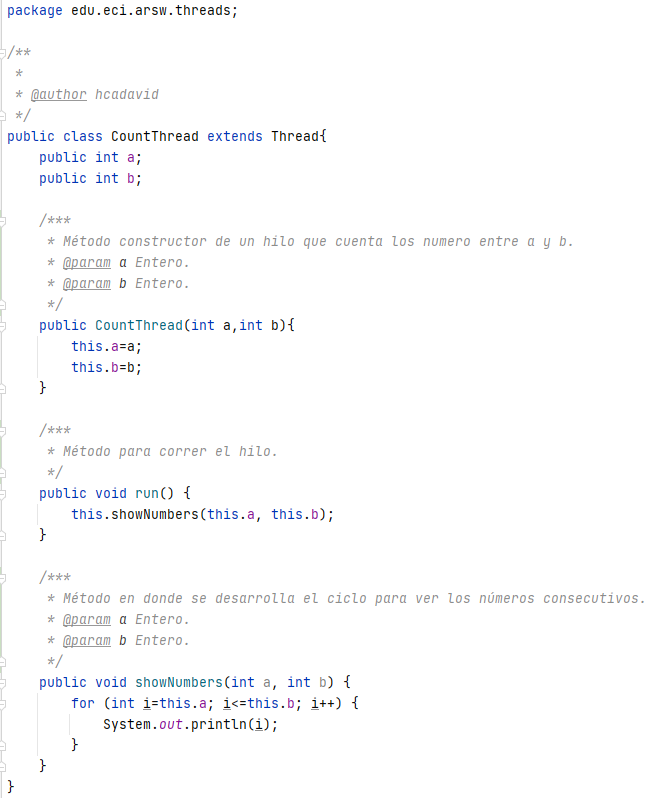 package edu.eci.arsw.threads;
/**
 *
 * @author hcadavid
 */
public class CountThread extends Thread{
    public int a;
    public int b;
    /***
     * Método constructor de un hilo que cuenta los numero entre a y b.
     * @param a Entero.
     * @param b Entero.
     */
    public CountThread(int a,int b){
        this.a=a;
        this.b=b;
    }
    /***
     * Método para correr el hilo.
     */
    public void run() {
        this.showNumbers(this.a, this.b);
    }
    /***
     * Método en donde se desarrolla el ciclo para ver los números consecutivos.
     * @param a Entero.
     * @param b Entero.
     */
    public void showNumbers(int a, int b) {
        for (int i=this.a; i<=this.b; i++) {
            System.out.println(i);
        }
    }
}